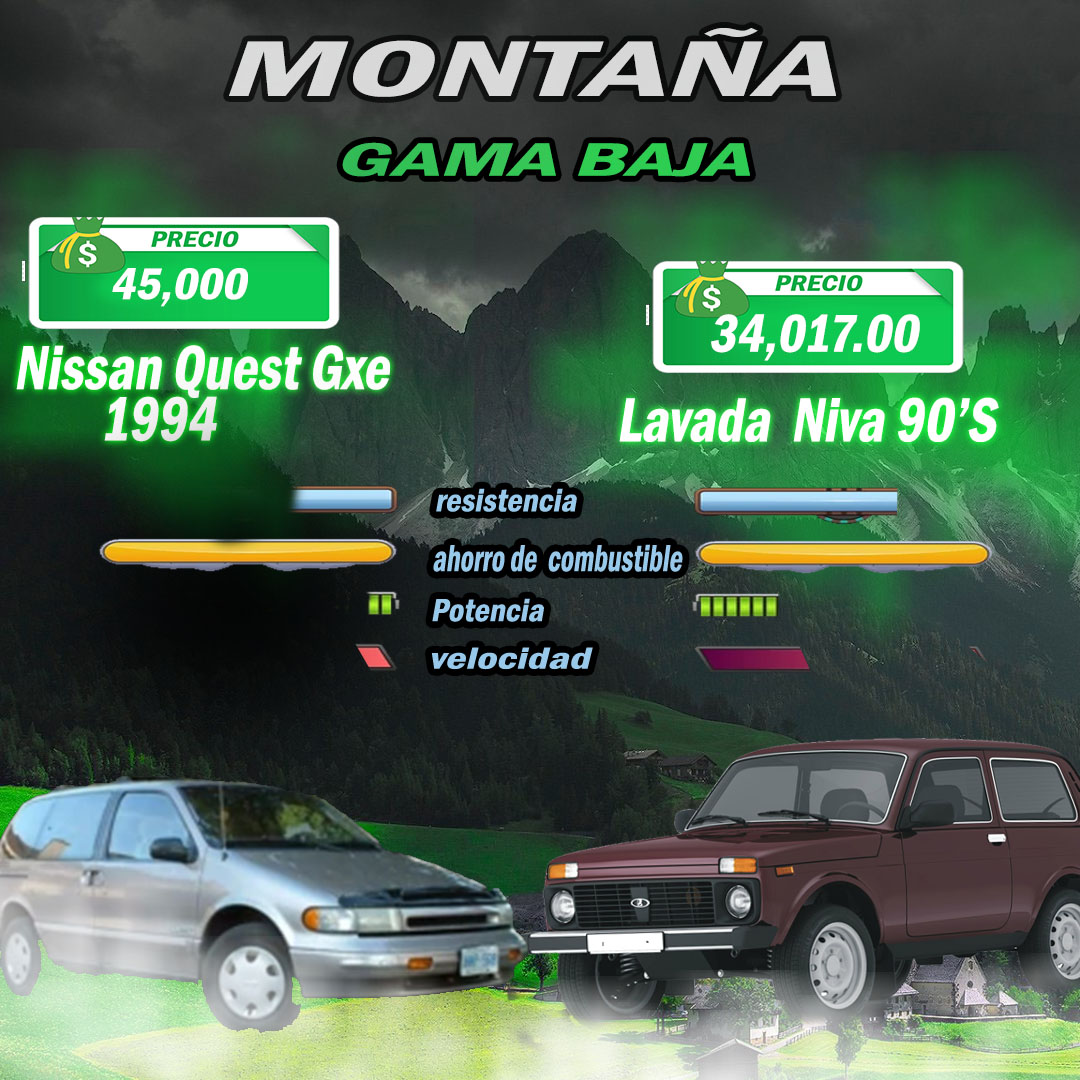 MONTAÑA
GAMA BAJA
PRECIO
$
45,000
Nissan Quest Gxe
1994
PRECIO
$
34,017.00
Lavada Niva 90'S
resistencia
ahorro de combustible
Potencia
velocidad